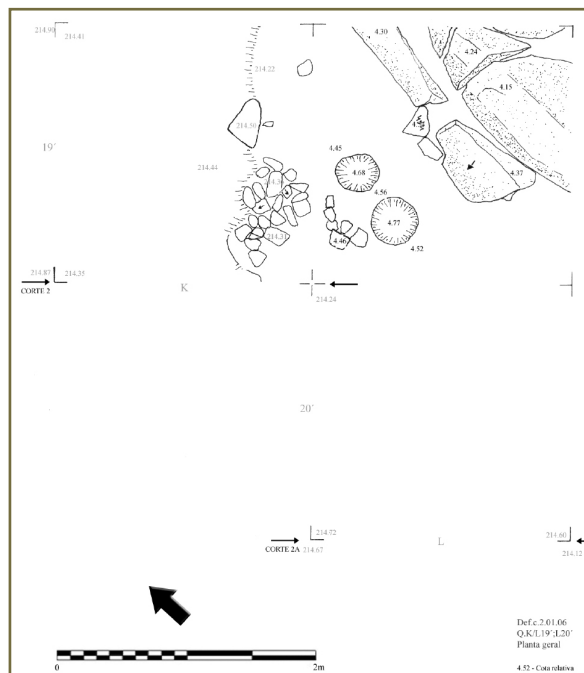 214.90
214.41
4.30
4.24
214.22
4.15
214.50
19´
4.45
214.44
4.68
4.37
4.56
4.77
214.31
4.46
4.52
214.87
214.35
CORTE 2
K
214.24
20´
214.72
214.60
CORTE 2A
214.67
L
214.12
Def.c.2.01.06
Q.K/L19´;L20´
Planta geral
0
2m
4.52 - Cota relativa